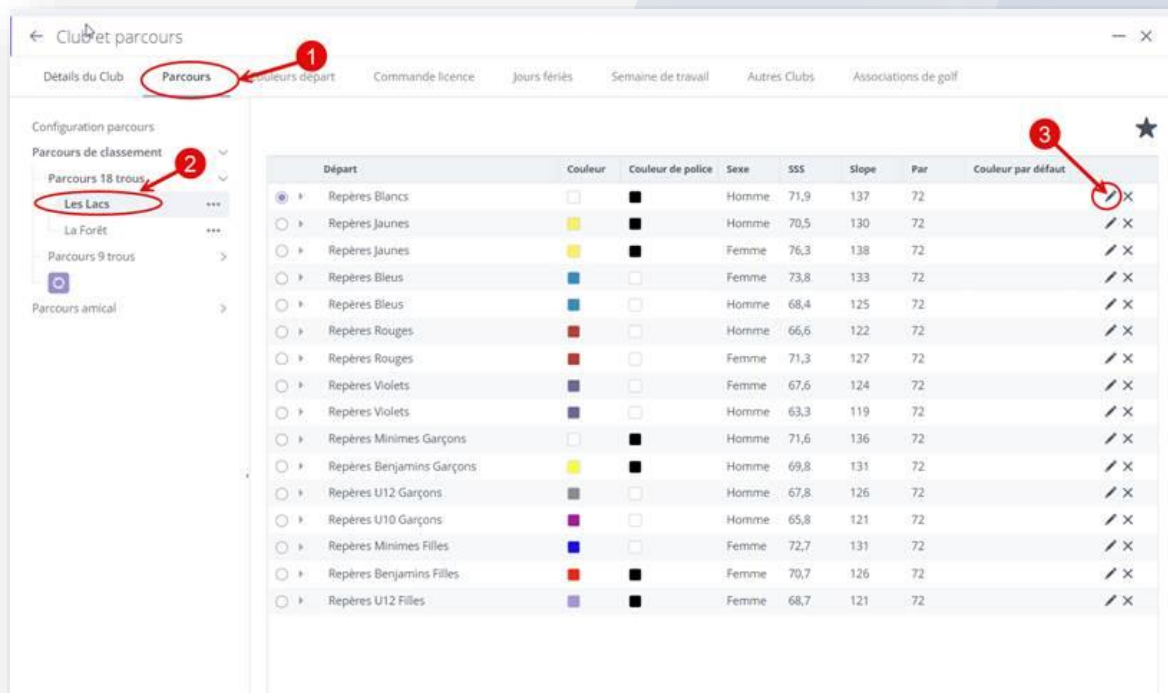 Club et parcours
1
Détails du Club Parcours Couleurs départ Commande licence Jours fériés Semaine de travail Autres Clubs Associations de golf
Configuration parcours
Parcours de classement
2
Parcours 18 trous
Les Lacs
La Forêt
Parcours 9 trous
Parcours amical
3
Départ Couleur Couleur de police Sexe SSS Slope Par Couleur par défaut
Repères Blancs Homme 71,9 137 72
Repères Jaunes Homme 70,5 130 72
Repères Jaunes Femme 76,3 138 72
Repères Bleus Femme 73,8 133 72
Repères Bleus Homme 68,4 125 72
Repères Rouges Homme 66,6 122 72
Repères Rouges Femme 71,3 127 72
Repères Violets Femme 67,6 124 72
Repères Violets Homme 63,3 119 72
Repères Minimes Garçons Homme 71,6 136 72
Repères Benjamins Garçons Homme 69,8 131 72
Repères U12 Garçons Homme 67,8 126 72
Repères U10 Garçons Homme 65,8 121 72
Repères Minimes Filles Femme 72,7 131 72
Repères Benjamins Filles Femme 70,7 126 72
Repères U12 Filles Femme 68,7 121 72